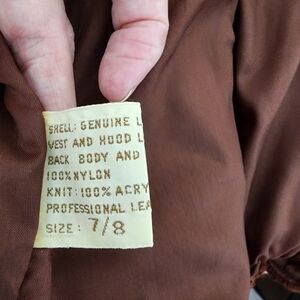 SHELL: GENUINE L
VEST AND HOOD L
BACK BODY AND
100%NYLON
KNIT:100% ACRY
PROFESSIONAL LEA
SIZE: 7/8